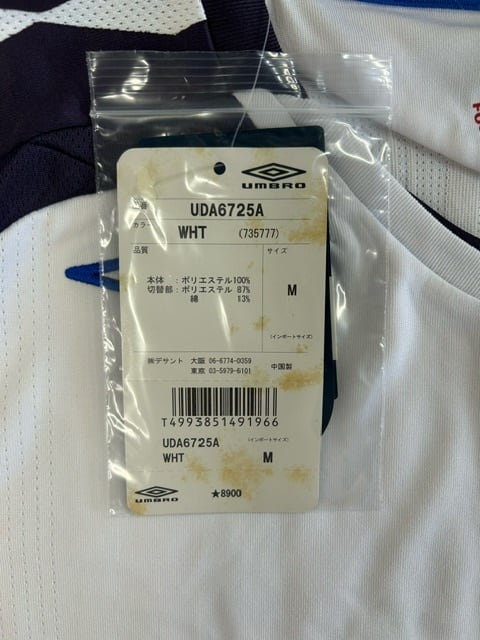 UMBRO
品番 UDA6725A
カラー WHT (735777)
品質
サイズ
本体 : ポリエステル100%
切替部 : ポリエステル 87%
綿 13%
M
(インポートサイズ)
㈱デサント 大阪 06-6774-0359
東京 03-5979-6101
中国製
T4993851491966
UDA6725A
(インポートサイズ)
WHT
M
UMBRO
★8900